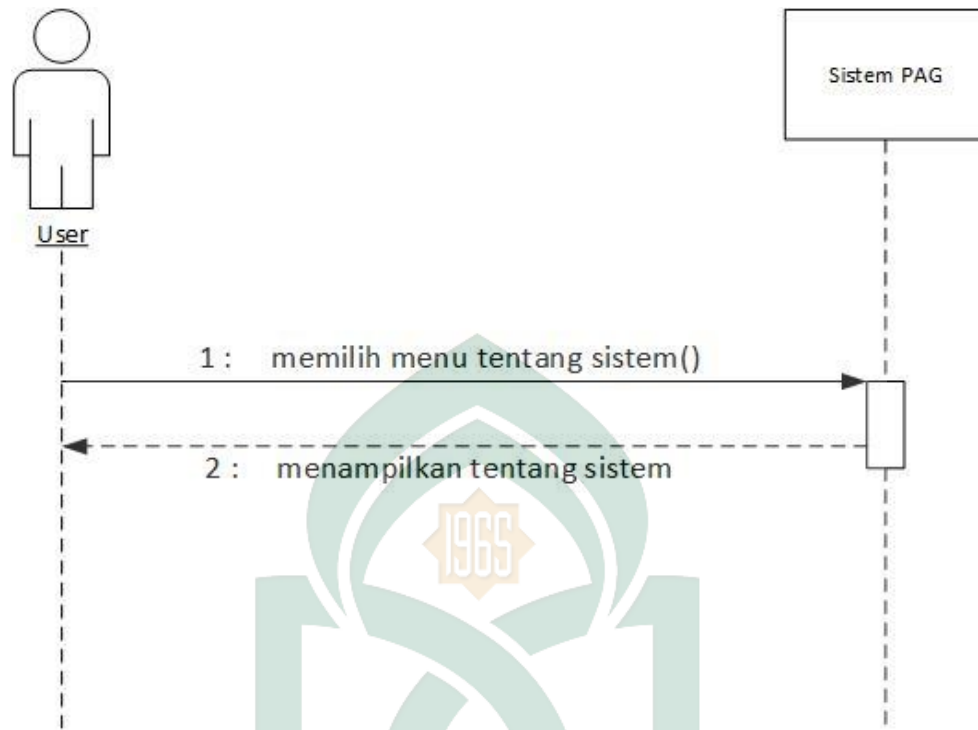 Sistem PAG
User
1 : memilih menu tentang sistem()
2 : menampilkan tentang sistem
1965